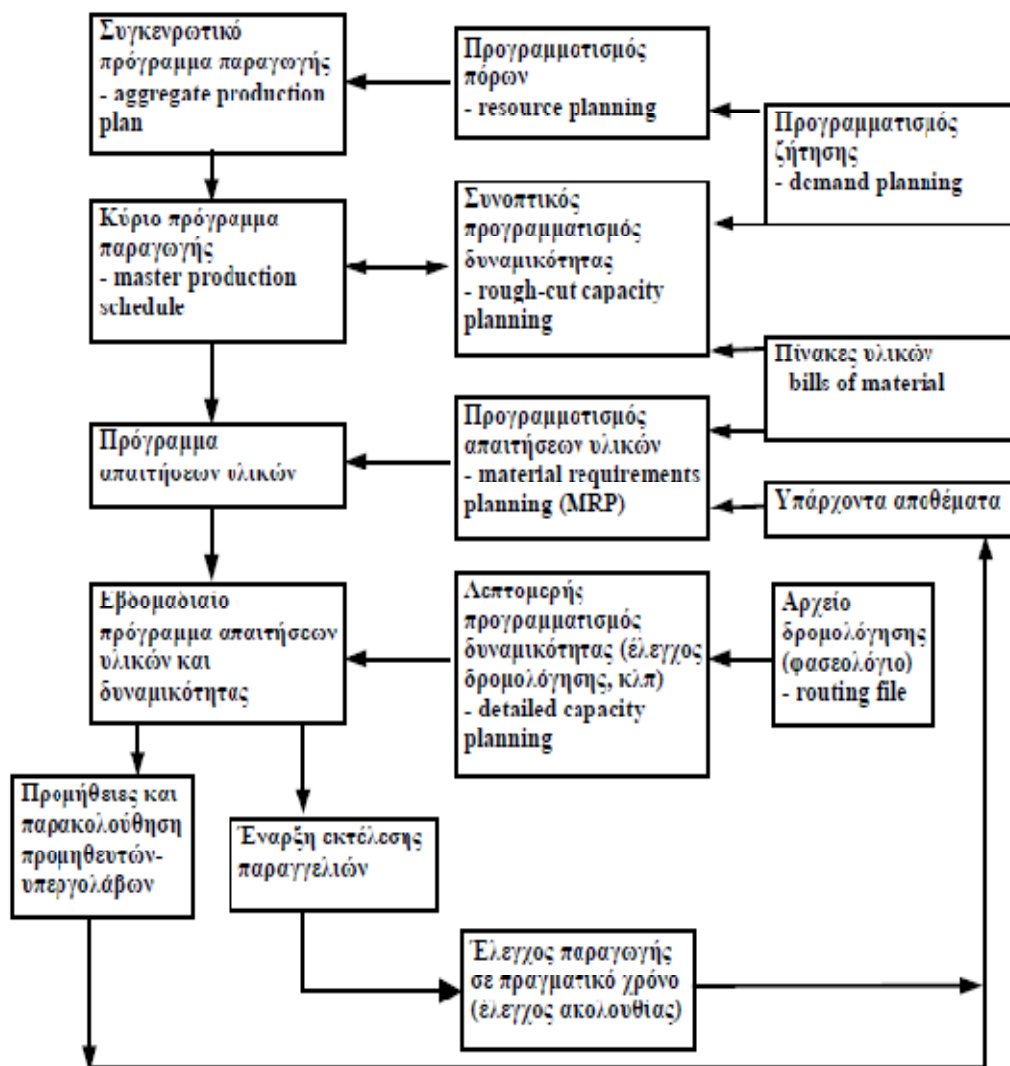 Συγκενρωτικό
πρόγραμμα παραγωγής
- aggregate production
plan
Προγραμματισμός
πόρων
- resource planning
Προγραμματισμός
ζήτησης
- demand planning
Κύριο πρόγραμμα
παραγωγής
- master production
schedule
Συνοπτικός
προγραμματισμός
δυναμικότητας
- rough-cut capacity
planning
Πίνακες υλικών
bills of material
Πρόγραμμα
απαιτήσεων υλικών
Προγραμματισμός
απαιτήσεων υλικών
- material requirements
planning (MRP)
Υπάρχοντα αποθέματα
Εβδομαδιαίο
πρόγραμμα απαιτήσεων
υλικών και
δυναμικότητας
Λεπτομερής
προγραμματισμός
δυναμικότητας (έλεγχος
δρομολόγησης, κλπ)
- detailed capacity
planning
Αρχείο
δρομολόγησης
(φασεολόγιο)
- routing file
Προμήθειες και
παρακολούθηση
προμηθευτών-
υπεργολάβων
Έναρξη εκτέλεσης
παραγγελιών
Έλεγχος παραγωγής
σε πραγματικό χρόνο
(έλεγχος ακολουθίας)